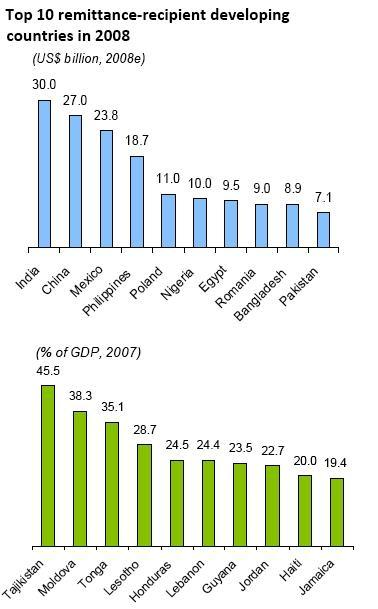 Top 10 remittance-recipient developing
countries in 2008
(US$ billion, 2008e)
30.0
27.0
23.8
18.7
11.0
10.0
9.5
9.0
8.9
7.1
India
China
Mexico
Philippines
Poland
Nigeria
Egypt
Romania
Bangladesh
Pakistan
(% of GDP, 2007)
45.5
38.3
35.1
28.7
24.5
24.4
23.5
22.7
20.0
19.4
Tajikistan
Moldova
Tonga
Lesotho
Honduras
Lebanon
Guyana
Jordan
Haiti
Jamaica